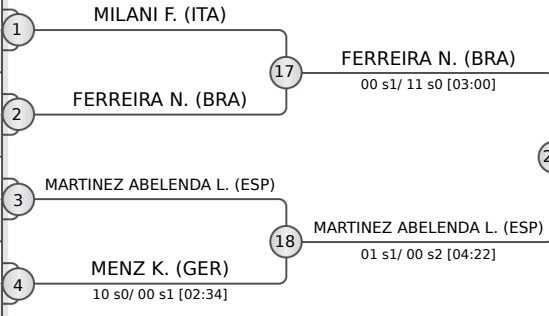 MILANI F. (ITA)
1
17
FERREIRA N. (BRA)
00 s1/ 11 s0 [03:00]
2
FERREIRA N. (BRA)
3
MARTINEZ ABELENDA L. (ESP)
18
MARTINEZ ABELENDA L. (ESP)
01 s1/ 00 s2 [04:22]
4
MENZ K. (GER)
10 s0/ 00 s1 [02:34]